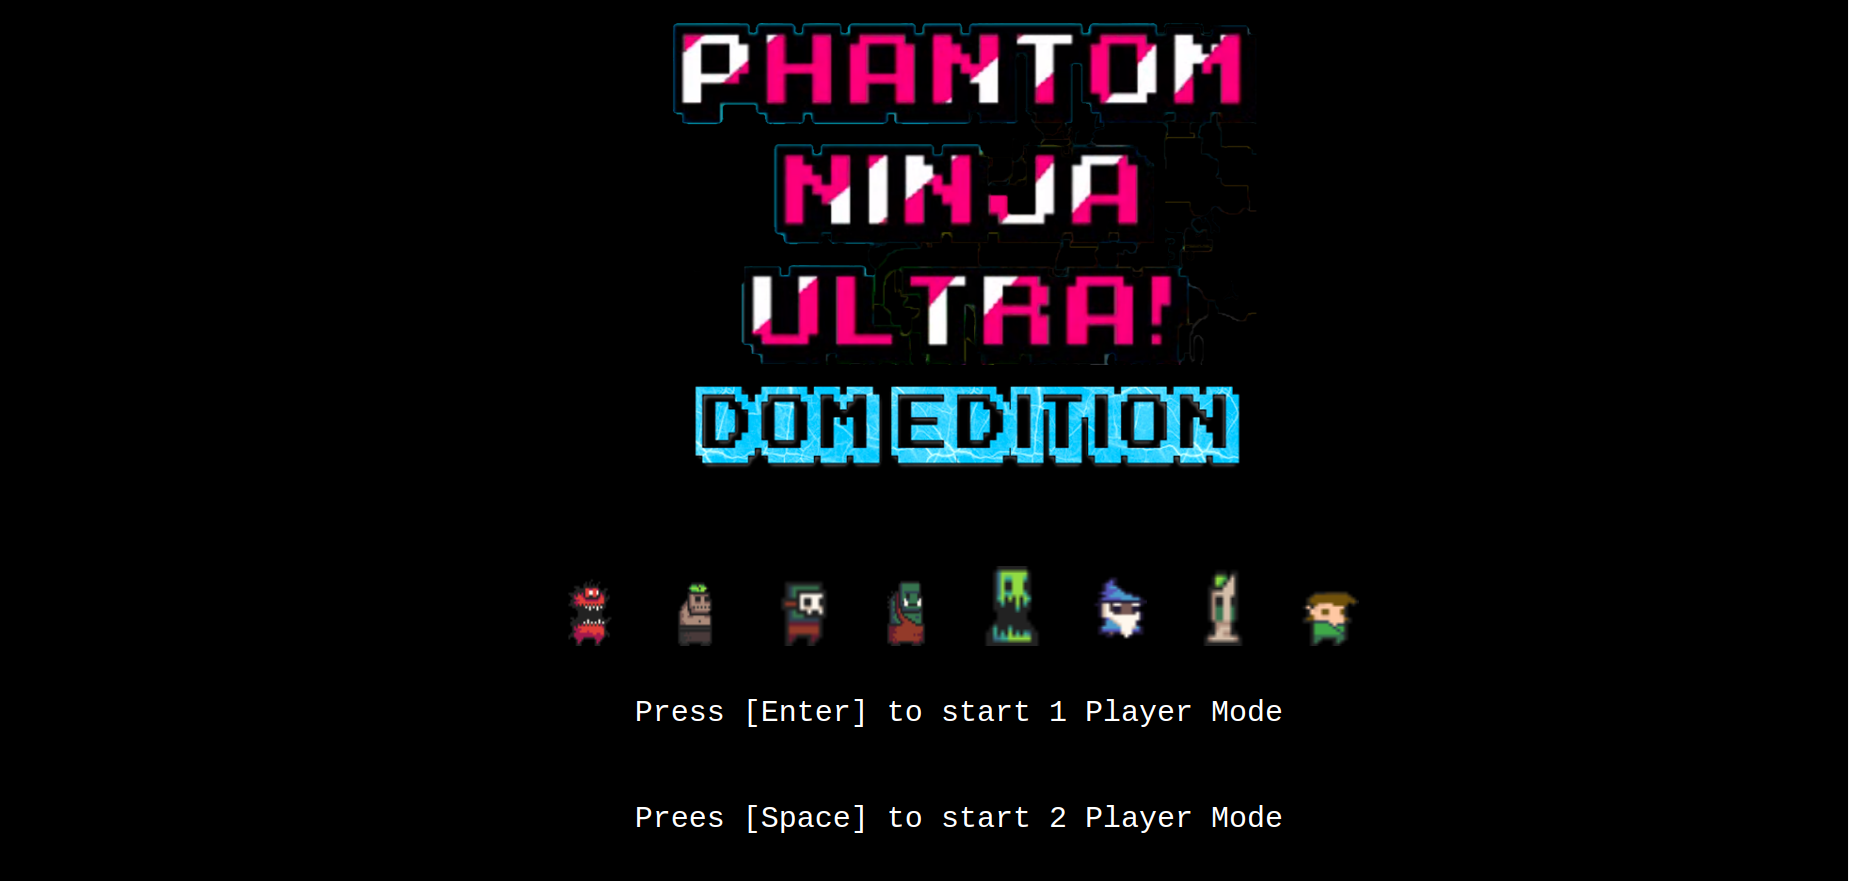 PHANTOM
NINJA
ULTRA!
DOM EDITION
Press [Enter] to start 1 Player Mode
Prees [Space] to start 2 Player Mode